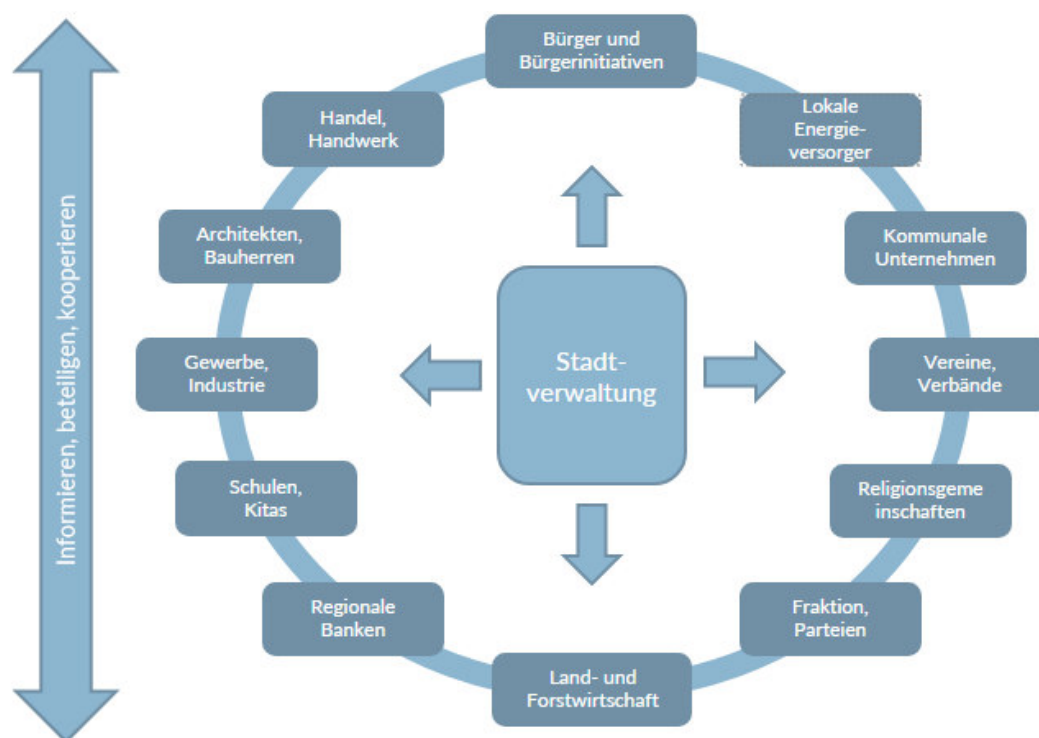 Bürger und
Bürgerinitiativen
Handel,
Handwerk
Lokale
Energie-
versorger
Architekten,
Bauherren
Kommunale
Unternehmen
Informieren, beteiligen, kooperieren
Stadt-
verwaltung
Gewerbe,
Industrie
Vereine,
Verbände
Schulen,
Kitas
Religionsgeme
inschaften
Regionale
Banken
Fraktion,
Parteien
Land- und
Forstwirtschaft